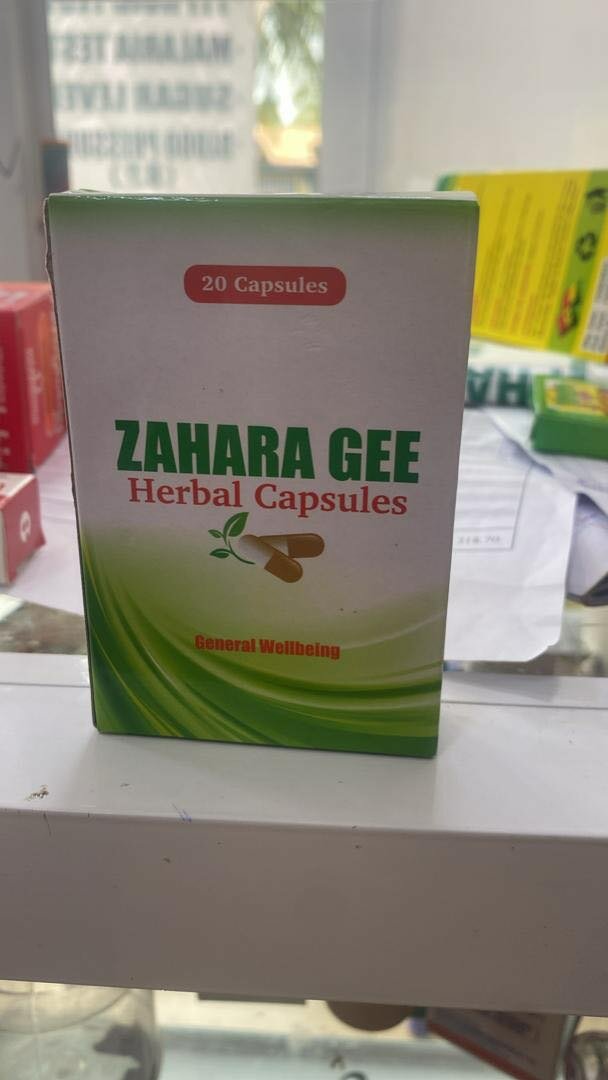 MALARIA TEST
SUGAR LEVEL
BLOOD PRESSURE
20 Capsules
ZAHARA GEE
Herbal Capsules
General Wellbeing